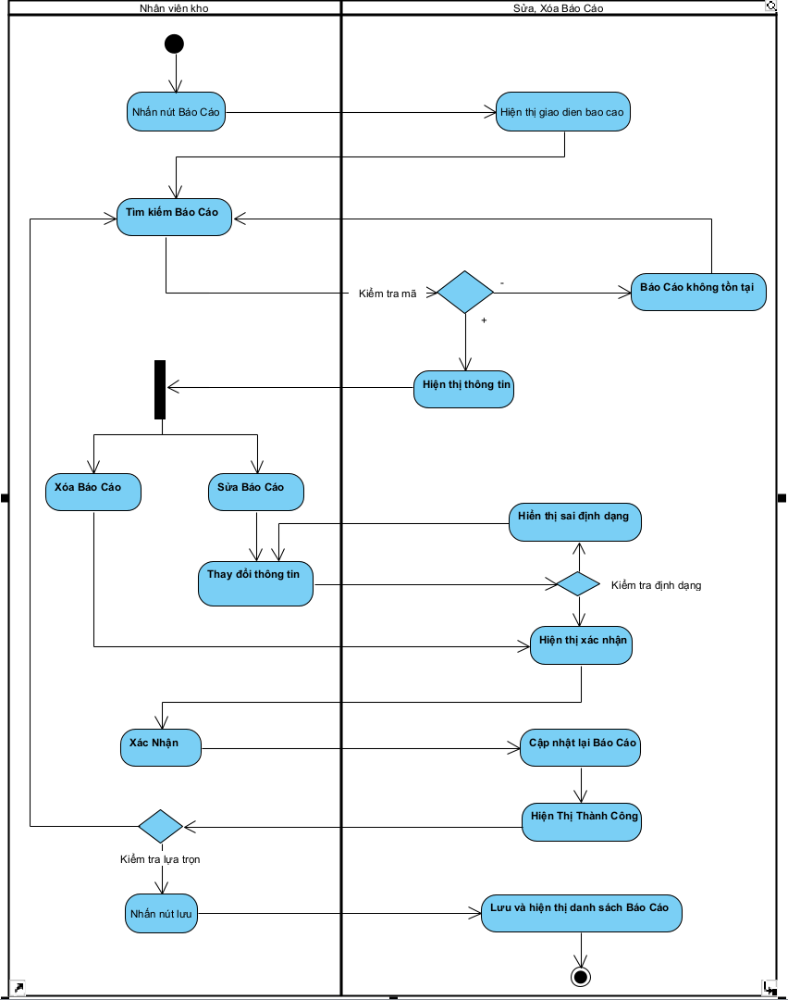 Nhân viên kho
Sửa, Xóa Báo Cáo
Nhấn nút Báo Cáo
Hiện thị giao dien bao cao
Tìm kiếm Báo Cáo
Kiểm tra mã
-
Báo Cáo không tồn tại
+
Hiện thị thông tin
Xóa Báo Cáo
Sửa Báo Cáo
Hiển thị sai định dạng
Thay đổi thông tin
Kiểm tra định dạng
Hiện thị xác nhận
Xác Nhận
Cập nhật lại Báo Cáo
Hiện Thị Thành Công
Kiểm tra lựa trọn
Nhấn nút lưu
Lưu và hiện thị danh sách Báo Cáo